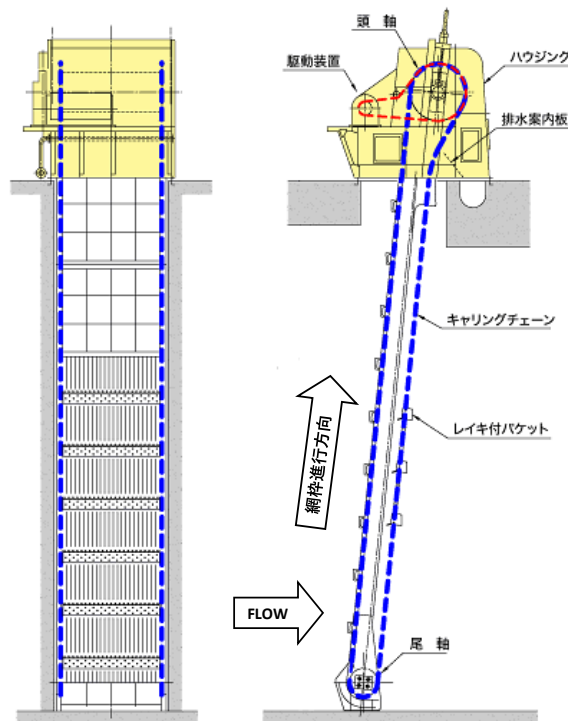 頭 軸
駆動装置
ハウジング
排水案内板
キャリングチェーン
レイキ付バケット
網枠進行方向
FLOW
尾 軸